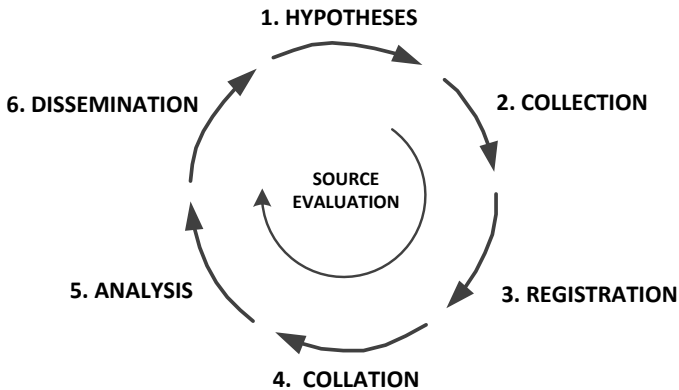 1. HYPOTHESES
2. COLLECTION
3. REGISTRATION
4. COLLATION
5. ANALYSIS
6. DISSEMINATION
SOURCE
EVALUATION